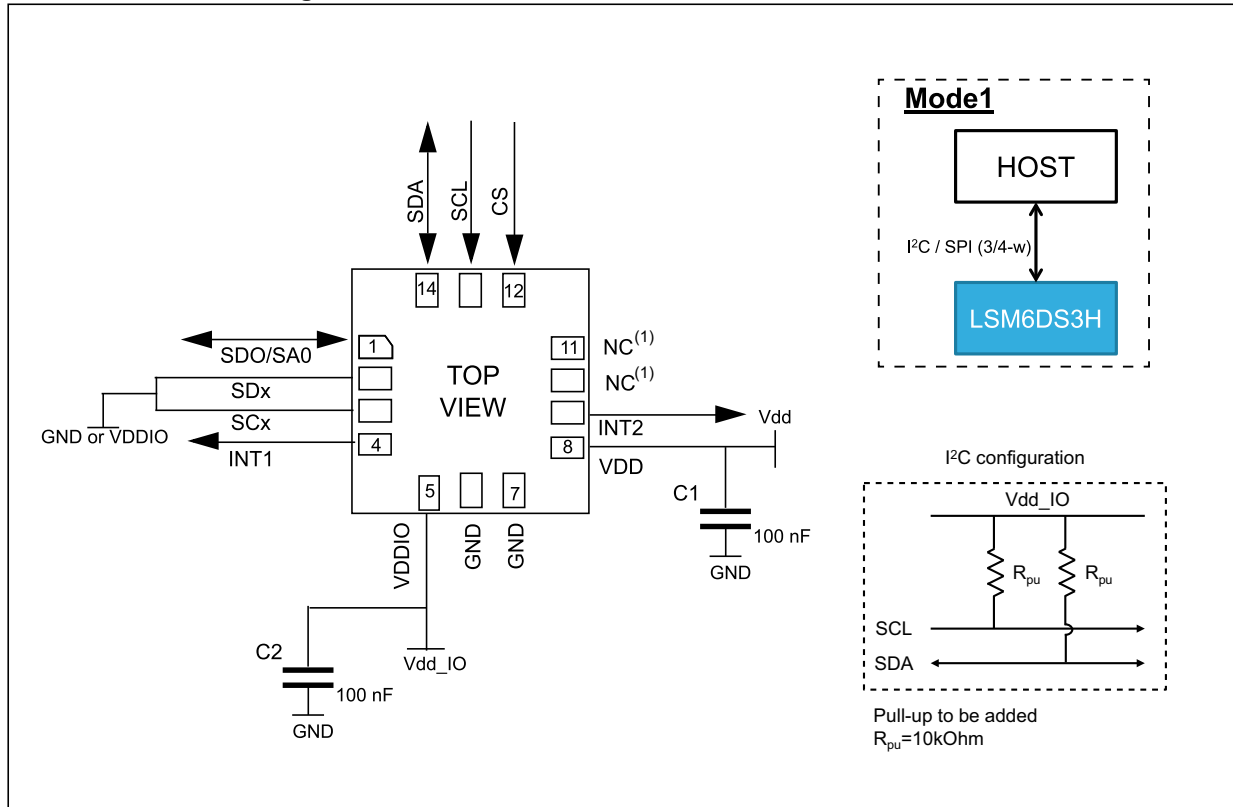 SDA
SCL
CS
14
12
1
SDO/SA0
SDx
SCx
GND or VDDIO
4
INT1
TOP
VIEW
11
NC(1)
NC(1)
INT2
Vdd
8
VDD
5
7
VDDIO
GND
GND
C1
100 nF
GND
C2
100 nF
GND
Vdd_IO
Mode1
HOST
I²C / SPI (3/4-w)
LSM6DS3H
I²C configuration
Vdd_IO
Rpu
Rpu
SCL
SDA
Pull-up to be added
Rpu=10kOhm